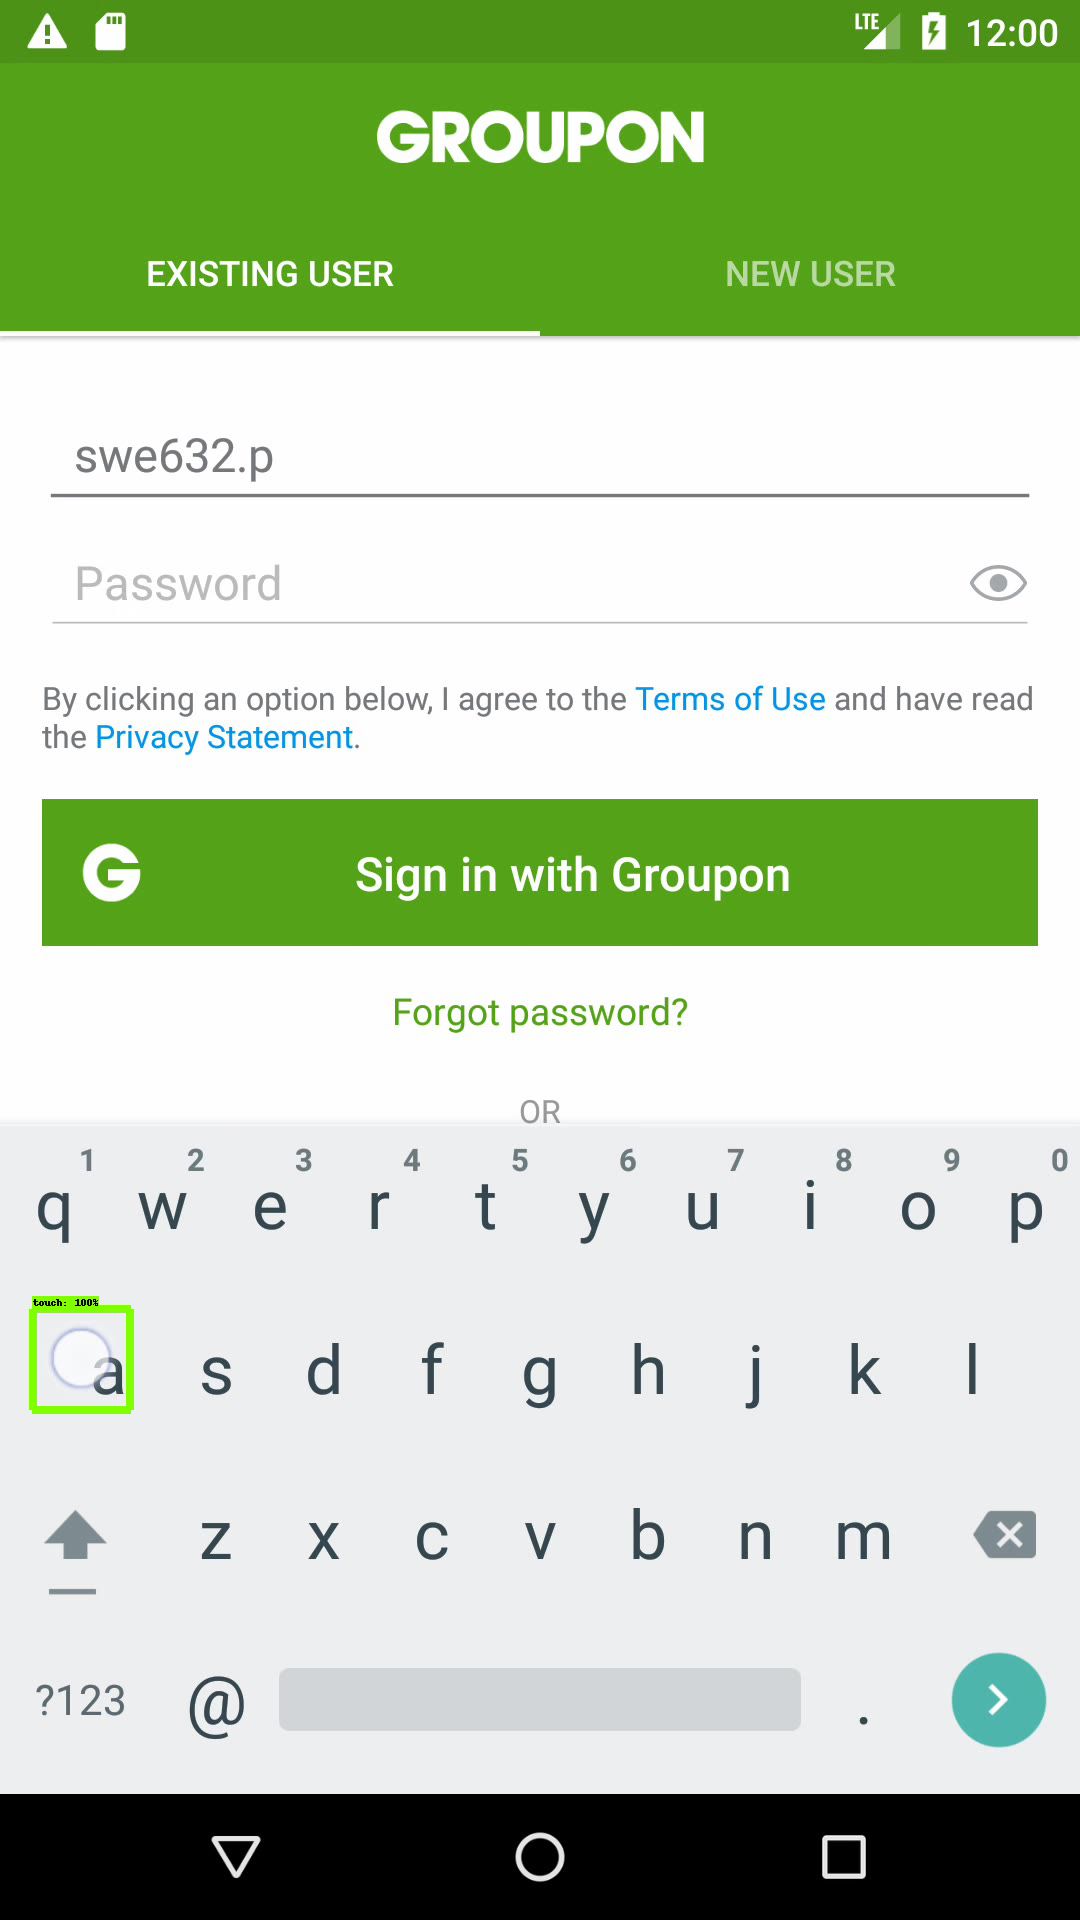 LTE 12:00
GROUPON
EXISTING USER NEW USER
swe632.p
Password
By clicking an option below, I agree to the Terms of Use and have read
the Privacy Statement.
G Sign in with Groupon
Forgot password?
OR
1 2 3 4 5 6 7 8 9 0
q w e r t y u i o p
touch: 100%
a s d f g h j k l
z x c v b n m
?123 @ .